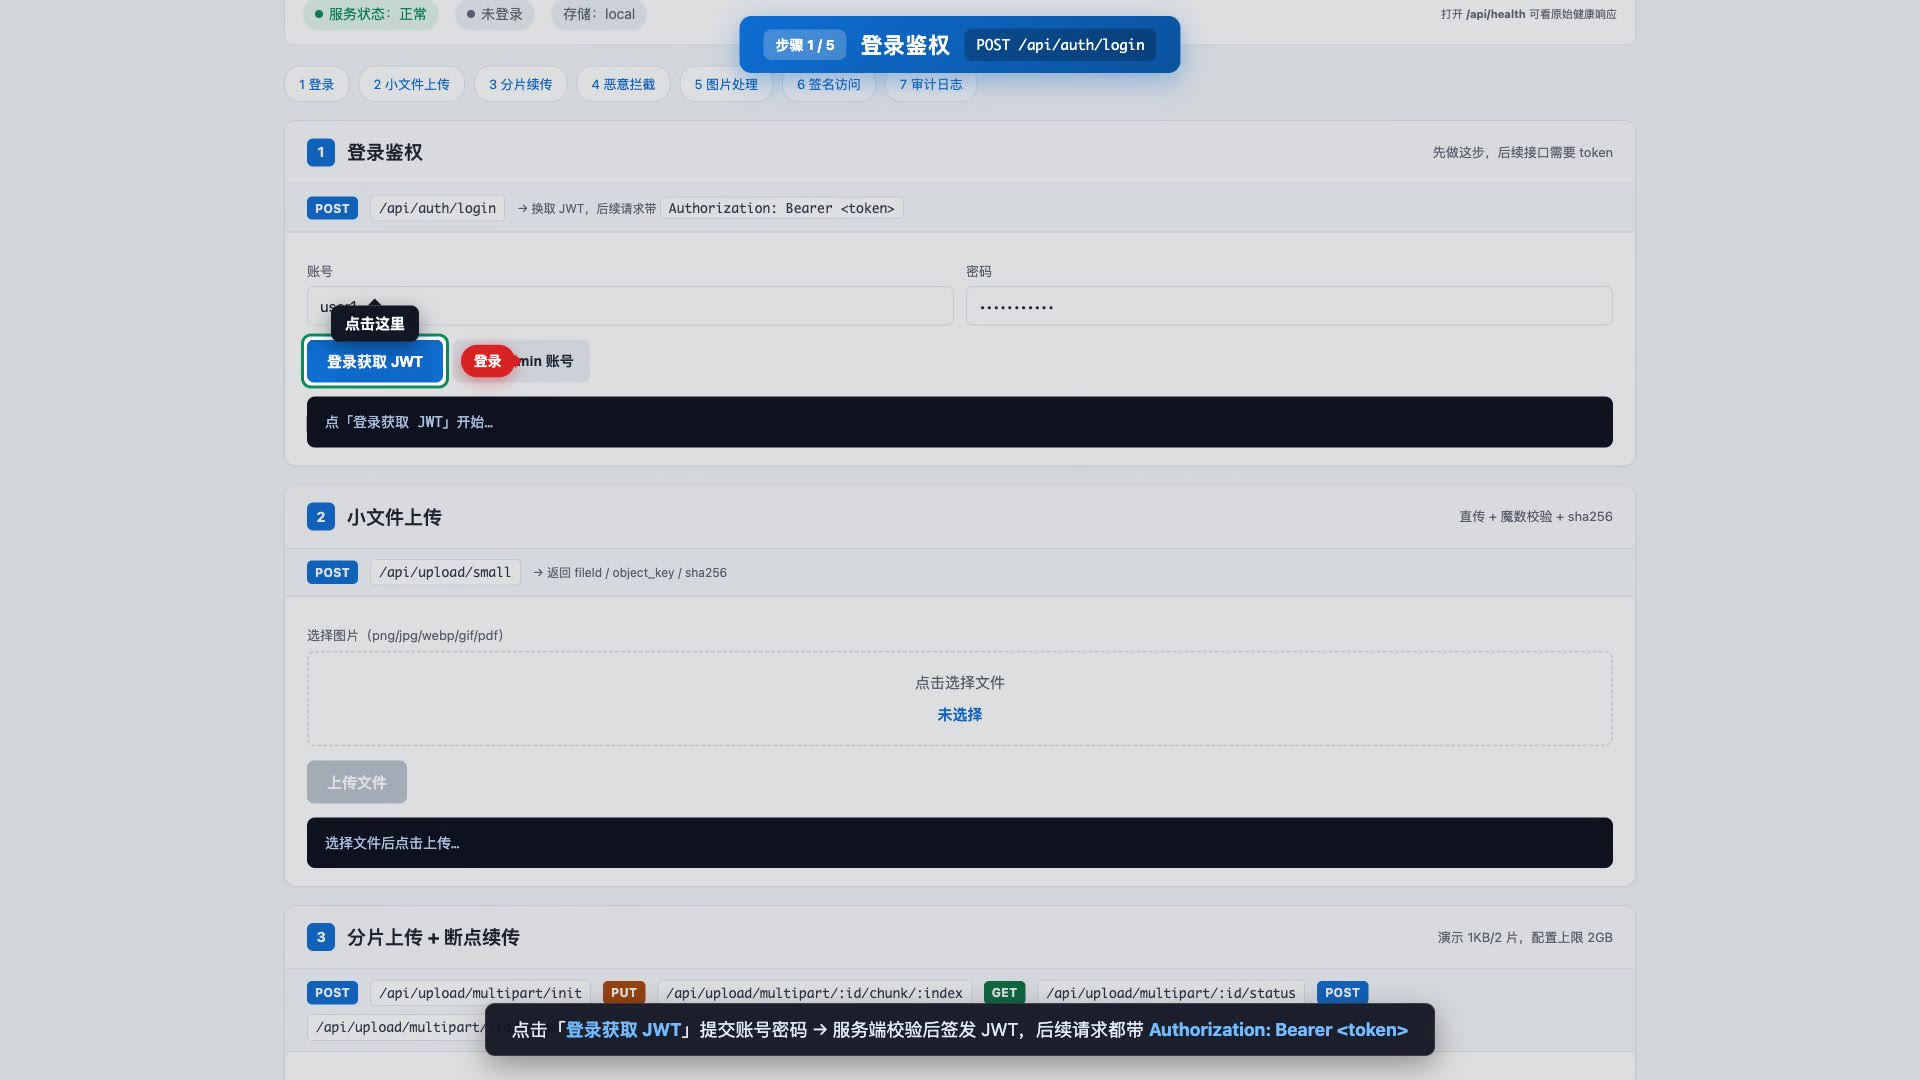 服务状态：正常
未登录
存储：local
打开 /api/health 可看原始健康响应
步骤 1 / 5 登录鉴权 POST /api/auth/login
1 登录
2 小文件上传
3 分片续传
4 恶意拦截
5 图片处理
6 签名访问
7 审计日志
1 登录鉴权
先做这步，后续接口需要 token
POST /api/auth/login → 换取 JWT，后续请求带 Authorization: Bearer <token>
账号
密码
点击这里
•••••••••••
登录获取 JWT
登录
min 账号
点「登录获取 JWT」开始…
2 小文件上传
直传 + 魔数校验 + sha256
POST /api/upload/small → 返回 fileId / object_key / sha256
选择图片（png/jpg/webp/gif/pdf）
点击选择文件
未选择
上传文件
选择文件后点击上传…
3 分片上传 + 断点续传
演示 1KB/2 片，配置上限 2GB
POST /api/upload/multipart/init PUT /api/upload/multipart/:id/chunk/:index GET /api/upload/multipart/:id/status POST
/api/upload/multipart/
点击「登录获取 JWT」提交账号密码 → 服务端校验后签发 JWT，后续请求都带 Authorization: Bearer <token>